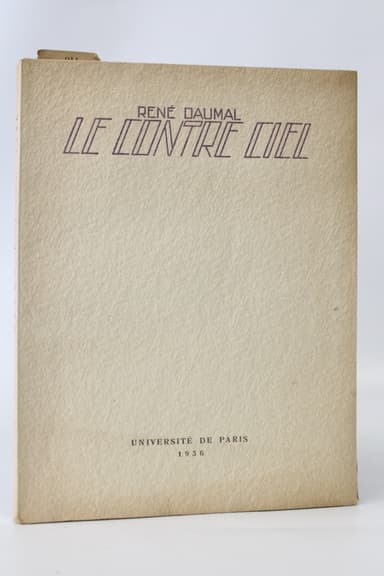 RENÉ DAUMAL
LE CONTRE CIEL
UNIVERSITÉ DE PARIS
1936